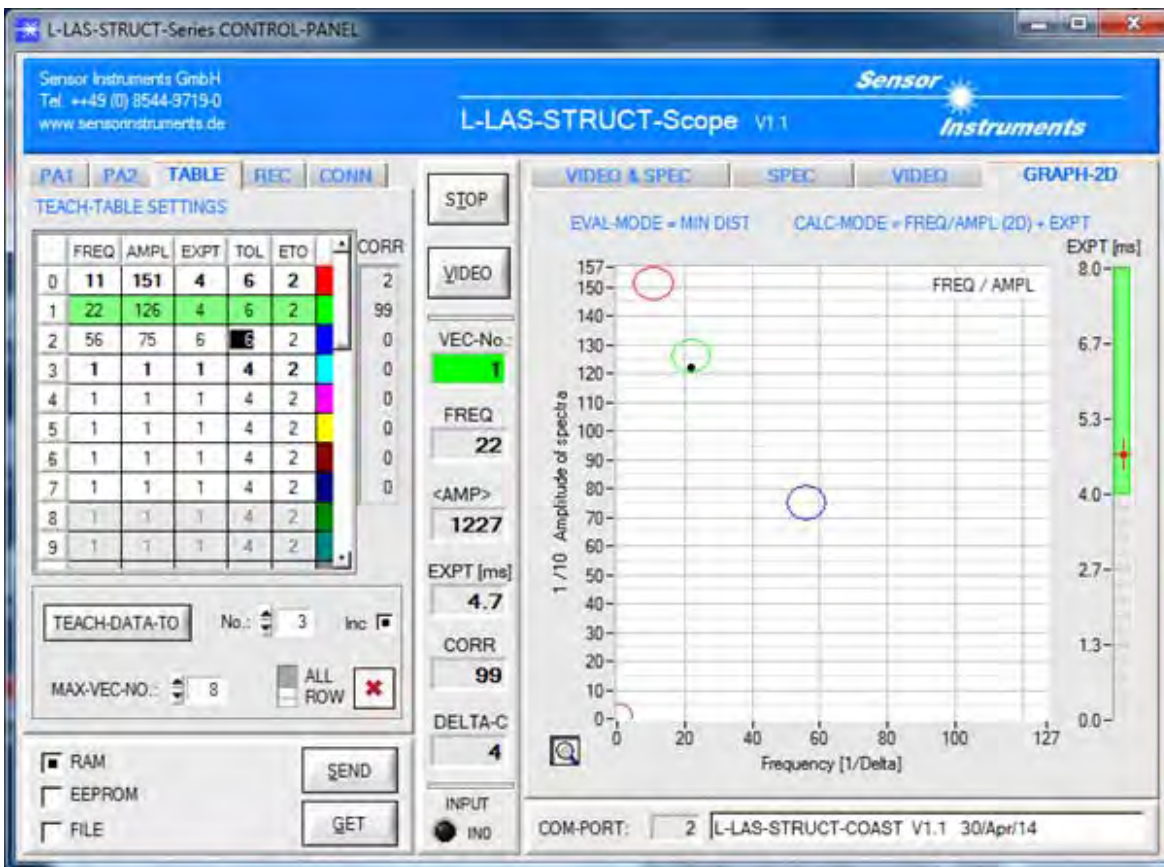 L-LAS-STRUCT-Series CONTROL-PANEL
Sensor Instruments GmbH
Tel. ++49 (0) 8544-9719-0
www.sensorinstruments.de
L-LAS-STRUCT-Scope V1.1
Sensor
Instruments
PA1 PA2 TABLE REC CONN
TEACH-TABLE SETTINGS
FREQ AMPL EXPT TOL ETO CORR
0 11 151 4 6 2 2
1 22 126 4 6 2 99
2 56 75 6 6 2 0
3 1 1 1 4 2 0
4 1 1 1 4 2 0
5 1 1 1 4 2 0
6 1 1 1 4 2 0
7 1 1 1 4 2 0
8 1 1 1 4 2
9 1 1 1 4 2
TEACH-DATA-TO No.: 3 Inc
MAX-VEC-NO.: 8 ALL
ROW
RAM
EEPROM
FILE
SEND
GET
STOP
VIDEO
VEC-No.:
1
FREQ
22
<AMP>
1227
EXPT [ms]
4.7
CORR
99
DELTA-C
4
INPUT
IN0
VIDEO & SPEC SPEC VIDEO GRAPH-2D
EVAL-MODE = MIN DIST CALC-MODE = FREQ/AMPL (2D) + EXPT
EXPT [ms]
FREQ / AMPL
157
150
140
130
120
110
100
90
80
70
60
50
40
30
20
10
0
1 /10 Amplitude of spectra
0 20 40 60 80 100 127
Frequency [1/Delta]
8.0
6.7
5.3
4.0
2.7
1.3
0.0
COM-PORT: 2 L-LAS-STRUCT-COAST V1.1 30/Apr/14